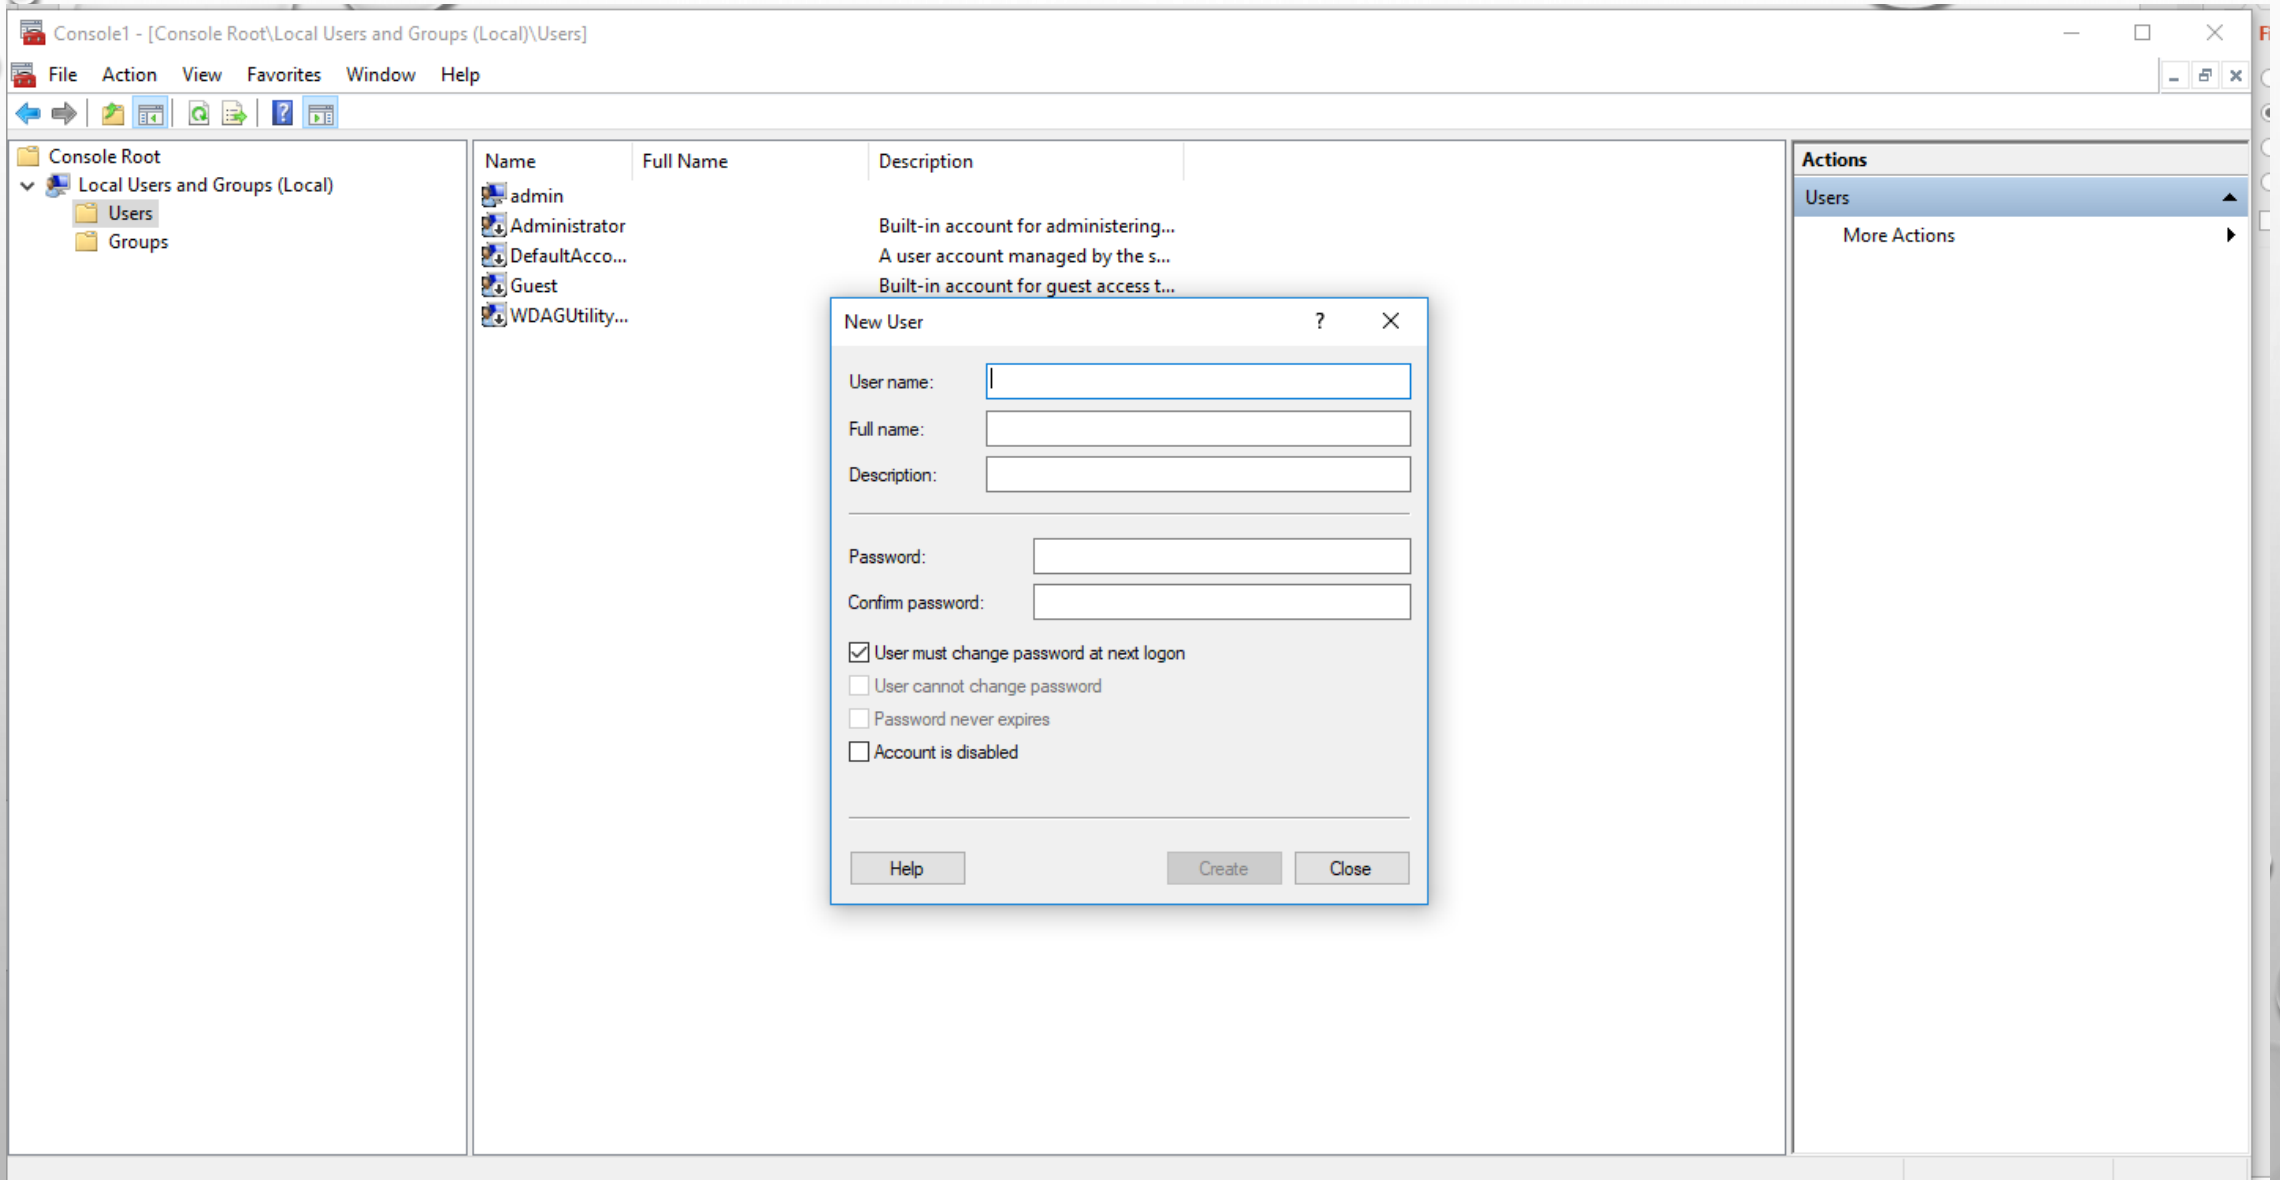 Console1 - [Console Root\Local Users and Groups (Local)\Users]
File Action View Favorites Window Help
Console Root
Local Users and Groups (Local)
Users
Groups
Name Full Name Description
admin
Administrator Built-in account for administering...
DefaultAcco... A user account managed by the s...
Guest Built-in account for guest access t...
WDAGUtility...
Actions
Users
More Actions
New User ?
User name:
Full name:
Description:
Password:
Confirm password:
User must change password at next logon
User cannot change password
Password never expires
Account is disabled
Help Create Close